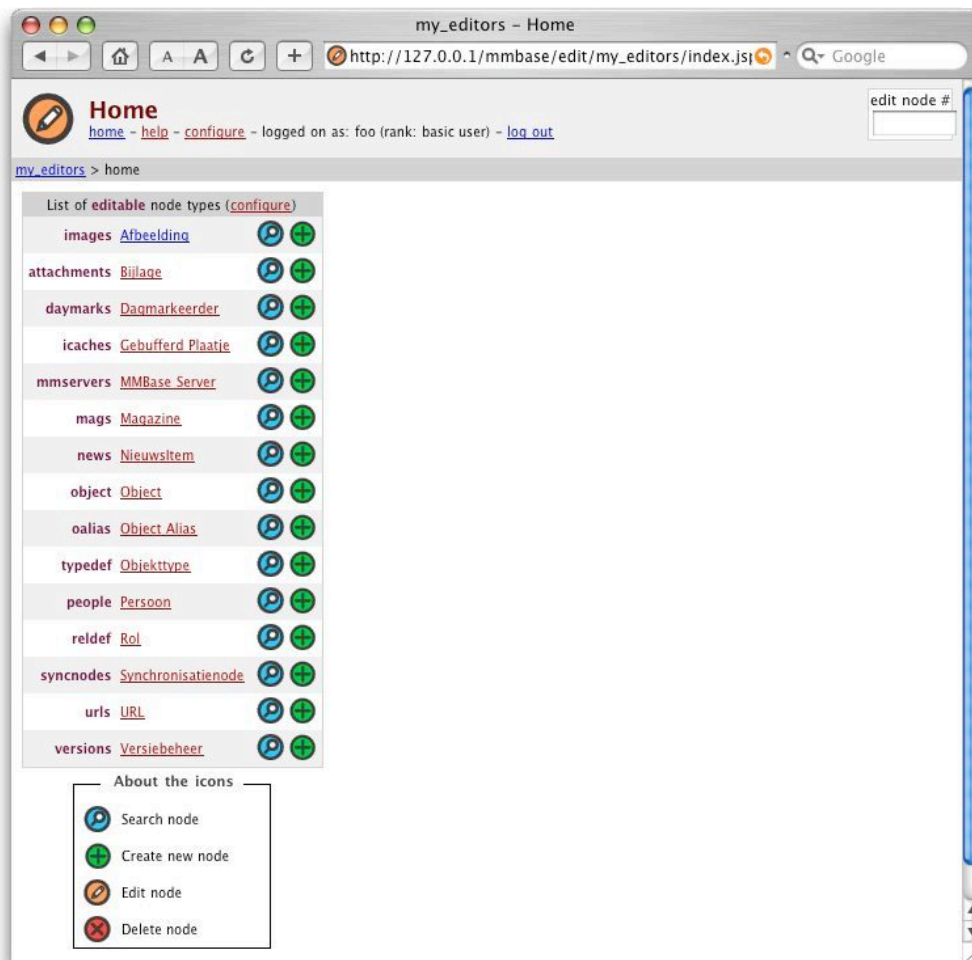 my_editors – Home
A A
http://127.0.0.1/mmbase/edit/my_editors/index.jsp
Google
Home
home – help – configure – logged on as: foo (rank: basic user) – log out
edit node #
my_editors > home
List of editable node types (configure)
images Afbeelding
attachments Bijlage
daymarks Dagmarkeerder
icaches Gebufferd Plaatje
mmservers MMBase Server
mags Magazine
news NieuwsItem
object Object
oalias Object Alias
typedef Objekttype
people Persoon
reldef Rol
syncnodes Synchronisatienode
urls URL
versions Versiebeheer
About the icons
Search node
Create new node
Edit node
Delete node